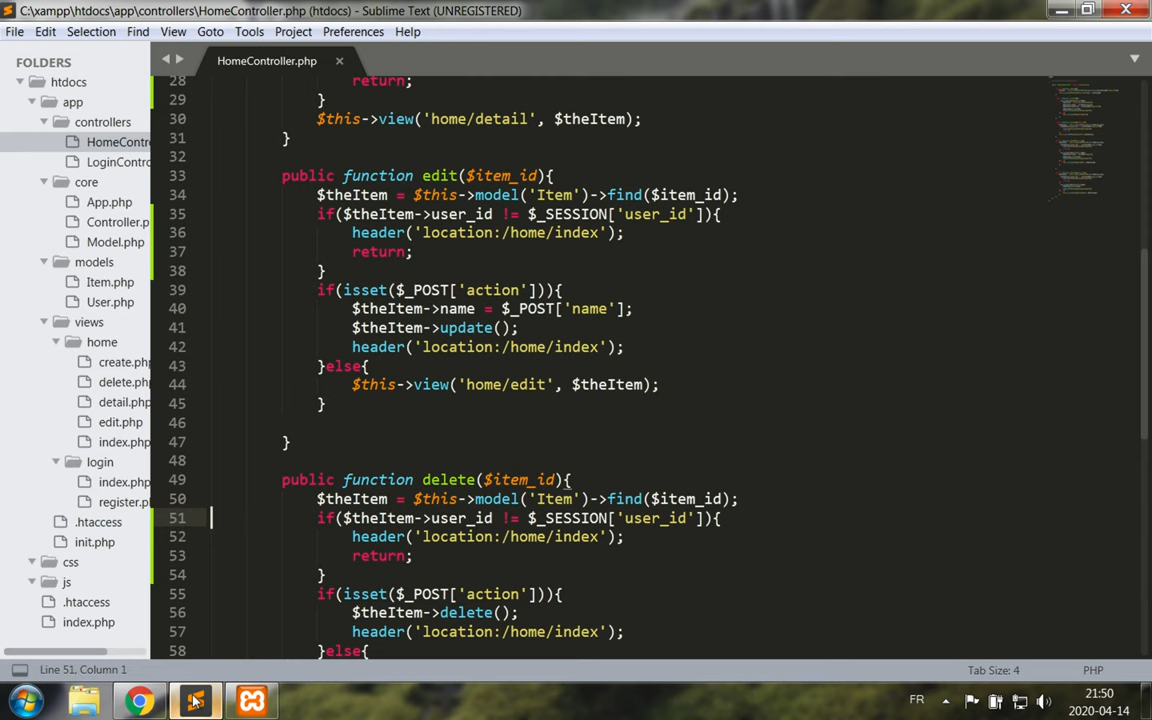 C:\xampp\htdocs\app\controllers\HomeController.php (htdocs) - Sublime Text (UNREGISTERED)
File Edit Selection Find View Goto Tools Project Preferences Help
FOLDERS
htdocs
app
controllers
HomeContr
LoginContro
core
App.php
Controller.p
Model.php
models
Item.php
User.php
views
home
create.ph
delete.ph
detail.ph
edit.php
index.ph
login
index.ph
register.p
.htaccess
init.php
css
js
.htaccess
index.php
HomeController.php
28 return;
29 }
30 $this->view('home/detail', $theItem);
31 }
32
33 public function edit($item_id){
34 $theItem = $this->model('Item')->find($item_id);
35 if($theItem->user_id != $_SESSION['user_id']){
36 header('location:/home/index');
37 return;
38 }
39 if(isset($_POST['action'])){
40 $theItem->name = $_POST['name'];
41 $theItem->update();
42 header('location:/home/index');
43 }else{
44 $this->view('home/edit', $theItem);
45 }
46
47 }
48
49 public function delete($item_id){
50 $theItem = $this->model('Item')->find($item_id);
51 if($theItem->user_id != $_SESSION['user_id']){
52 header('location:/home/index');
53 return;
54 }
55 if(isset($_POST['action'])){
56 $theItem->delete();
57 header('location:/home/index');
58 }else{
Line 51, Column 1
Tab Size: 4 PHP
FR
21:50
2020-04-14